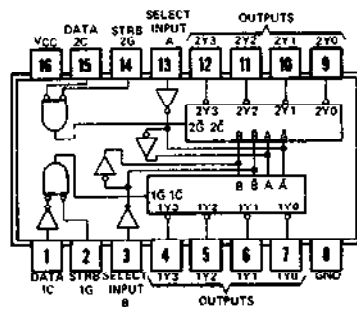 DATA STRB SELECT INPUT OUTPUTS
VCC 2C 2G A 2Y3 2Y2 2Y1 2Y0
16 15 14 13 12 11 10 9
2Y3 2Y2 2Y1 2Y0
2G̅ 2C̅
B B̅ A A̅
B B̅ A A̅
1G̅ 1C̅
1Y3 1Y2 1Y1 1Y0
1 2 3 4 5 6 7 8
DATA STRB SELECT 1Y3 1Y2 1Y1 1Y0 GND
1C 1G INPUT B OUTPUTS